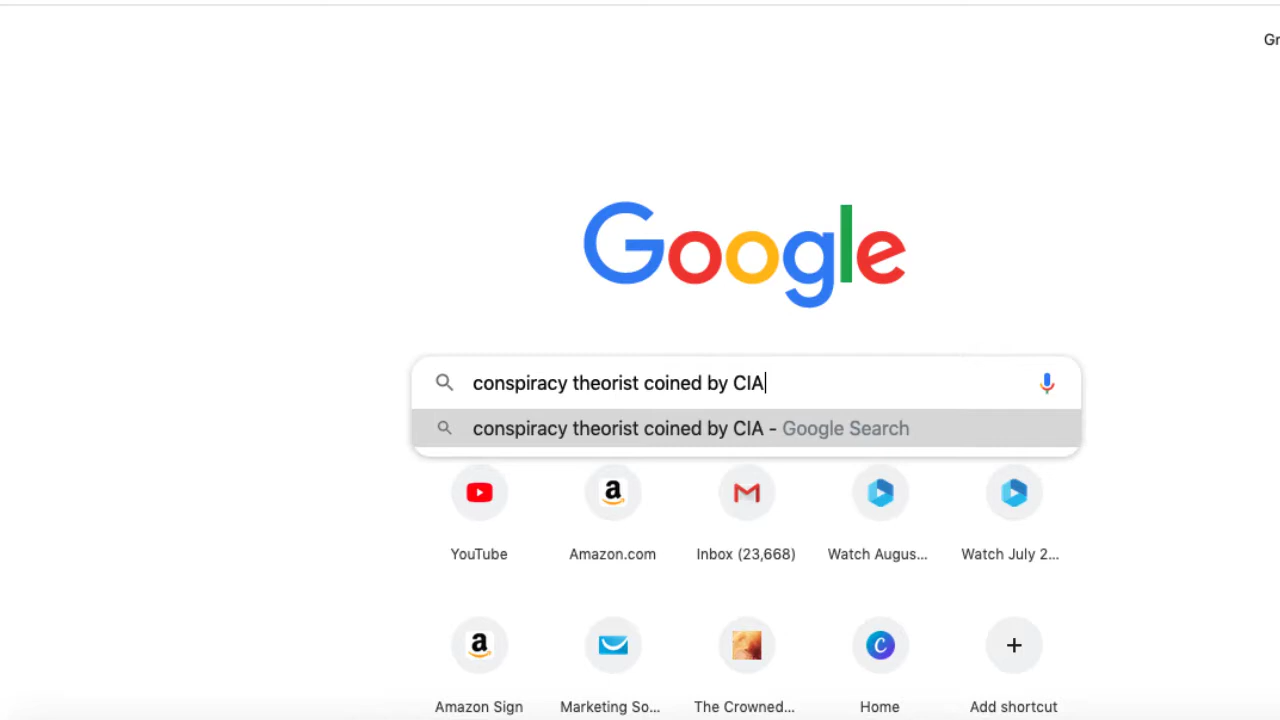 Gr
Google
conspiracy theorist coined by CIA
conspiracy theorist coined by CIA - Google Search
YouTube
Amazon.com
Inbox (23,668)
Watch Augus...
Watch July 2...
Amazon Sign
Marketing So...
The Crowned...
Home
Add shortcut